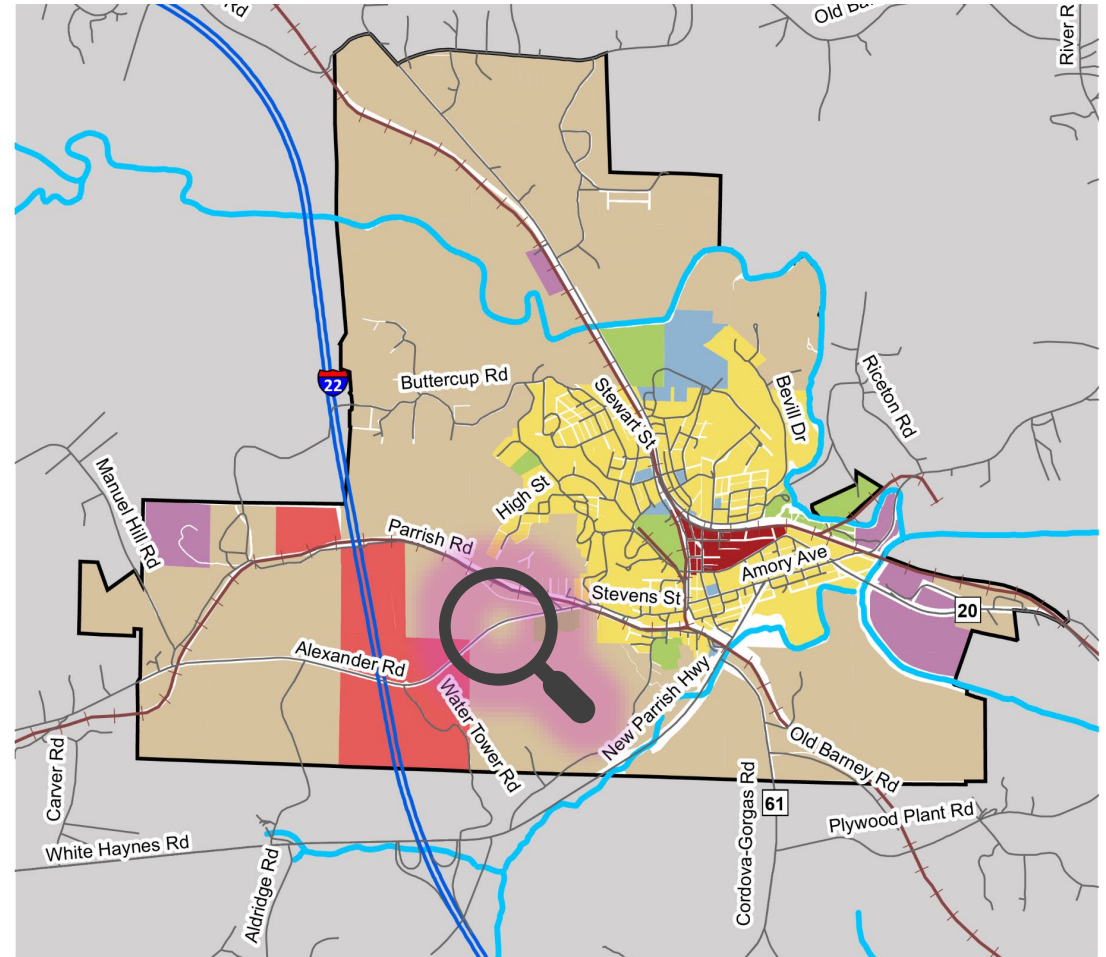 Rd
Old Ba
River R
22
Buttercup Rd
Stewart St
Bevill Dr
Riceton Rd
Manuel Hill Rd
High St
Parrish Rd
Amory Ave
Stevens St
20
Alexander Rd
Water Tower Rd
New Parrish Hwy
Old Barney Rd
Carver Rd
61
Plywood Plant Rd
White Haynes Rd
Aldridge Rd
Cordova-Gorgas Rd